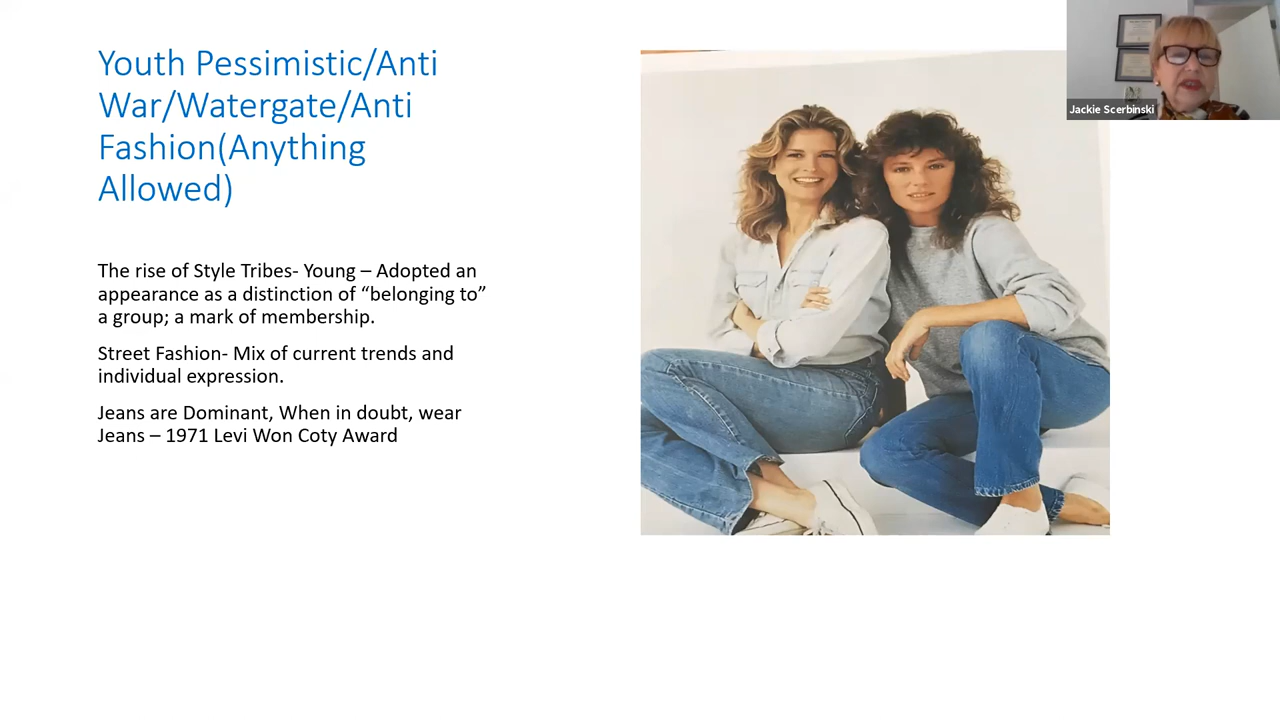 Youth Pessimistic/Anti
War/Watergate/Anti
Fashion(Anything
Allowed)
The rise of Style Tribes- Young – Adopted an
appearance as a distinction of “belonging to”
a group; a mark of membership.
Street Fashion- Mix of current trends and
individual expression.
Jeans are Dominant, When in doubt, wear
Jeans – 1971 Levi Won Coty Award
Jackie Scerbinski